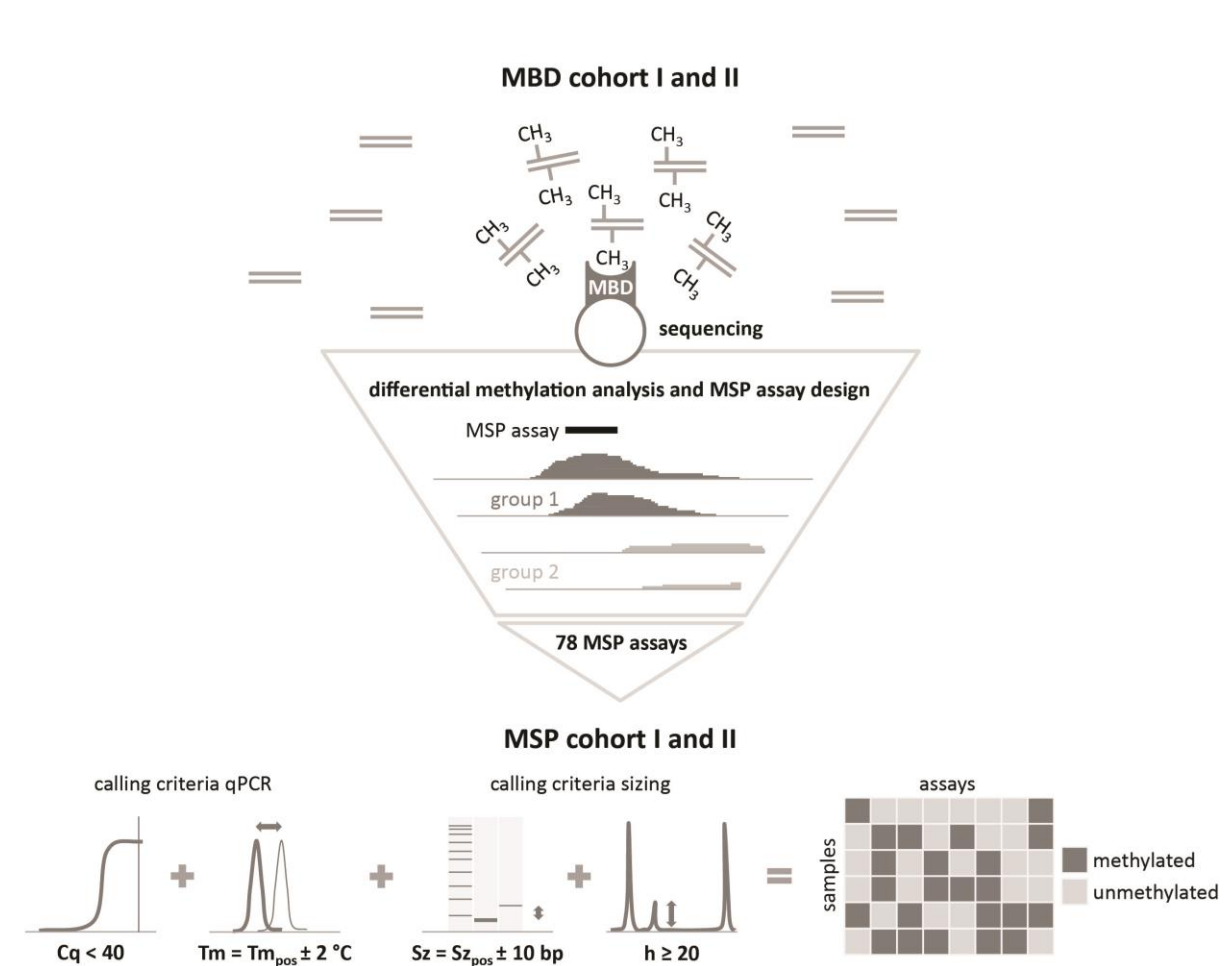 MBD cohort I and II
CH₃
CH₃
CH₃
CH₃
CH₃
CH₃
CH₃
CH₃
CH₃
CH₃
MBD
sequencing
differential methylation analysis and MSP assay design
MSP assay
group 1
group 2
78 MSP assays
MSP cohort I and II
calling criteria qPCR
calling criteria sizing
assays
samples
methylated
unmethylated
Cq < 40
Tm = Tmpos ± 2 °C
Sz = Szpos ± 10 bp
h ≥ 20